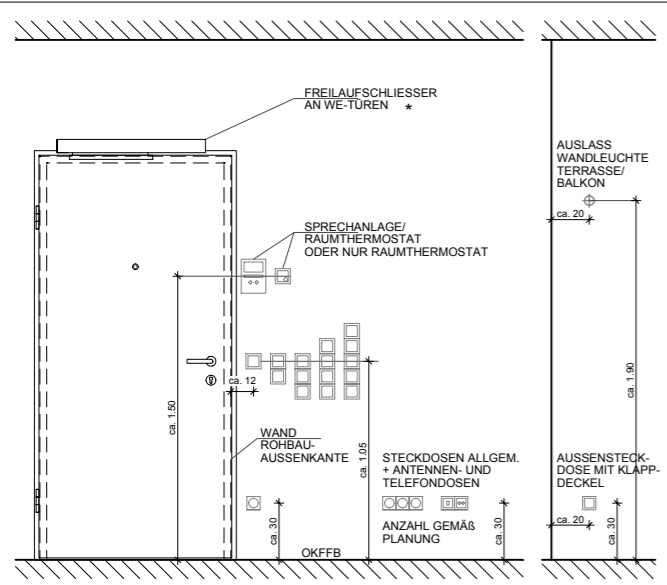 FREILAUFSCHLIESSER
AN WE-TÜREN *
AUSLASS
WANDLEUCHTE
TERRASSE/
BALKON
ca. 20
SPRECHANLAGE/
RAUMTHERMOSTAT
ODER NUR RAUMTHERMOSTAT
ca. 1.50
ca. 12
ca. 1.05
ca. 1.90
WAND
ROHBAU-
AUSSENKANTE
STECKDOSEN ALLGEM.
+ ANTENNEN- UND
TELEFONDOSEN
AUSSENSTECK-
DOSE MIT KLAPP-
DECKEL
ANZAHL GEMÄß
PLANUNG
ca. 30
ca. 30
ca. 20
ca. 30
OKFFB